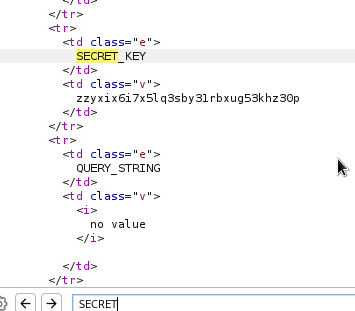 </tr>
<tr>
<td class="e">
SECRET_KEY
</td>
<td class="v">
zzyxix6i7x5lq3sby31rbxug53khz30p
</td>
</tr>
<tr>
<td class="e">
QUERY_STRING
</td>
<td class="v">
<i>
no value
</i>
</td>
</tr>
SECRET